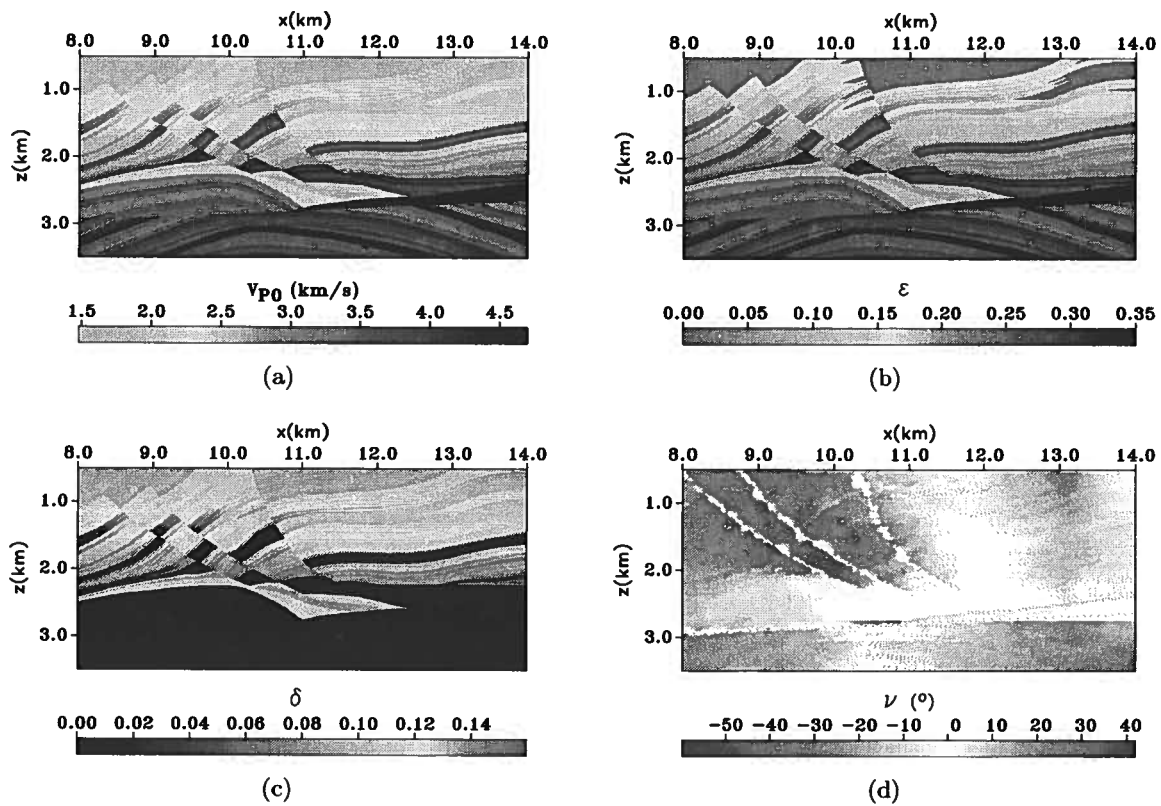 x(km)
8.0 9.0 10.0 11.0 12.0 13.0 14.0
1.0
2.0
3.0
z(km)
VP0 (km/s)
1.5 2.0 2.5 3.0 3.5 4.0 4.5
(a)
x(km)
8.0 9.0 10.0 11.0 12.0 13.0 14.0
1.0
2.0
3.0
z(km)
ε
0.00 0.05 0.10 0.15 0.20 0.25 0.30 0.35
(b)
x(km)
8.0 9.0 10.0 11.0 12.0 13.0 14.0
1.0
2.0
3.0
z(km)
δ
0.00 0.02 0.04 0.06 0.08 0.10 0.12 0.14
(c)
x(km)
8.0 9.0 10.0 11.0 12.0 13.0 14.0
1.0
2.0
3.0
z(km)
ν (°)
-50 -40 -30 -20 -10 0 10 20 30 40
(d)